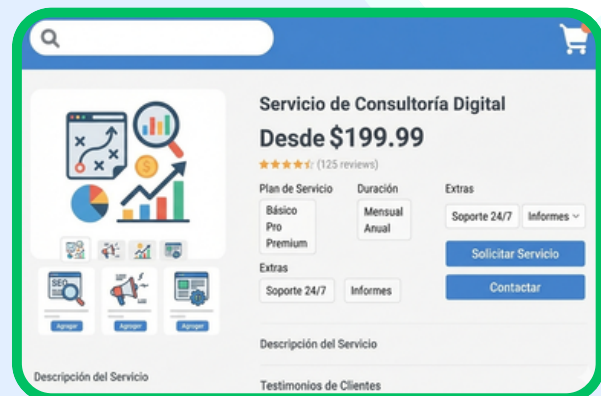 Servicio de Consultoría Digital
Desde $199.99
(125 reviews)
Plan de Servicio
Duración
Extras
Básico
Pro
Premium
Mensual
Anual
Soporte 24/7
Informes
Solicitar Servicio
Contactar
Extras
Soporte 24/7
Informes
Descripción del Servicio
Testimonios de Clientes
SEO
Agregar
Agregar
Agregar
Descripción del Servicio